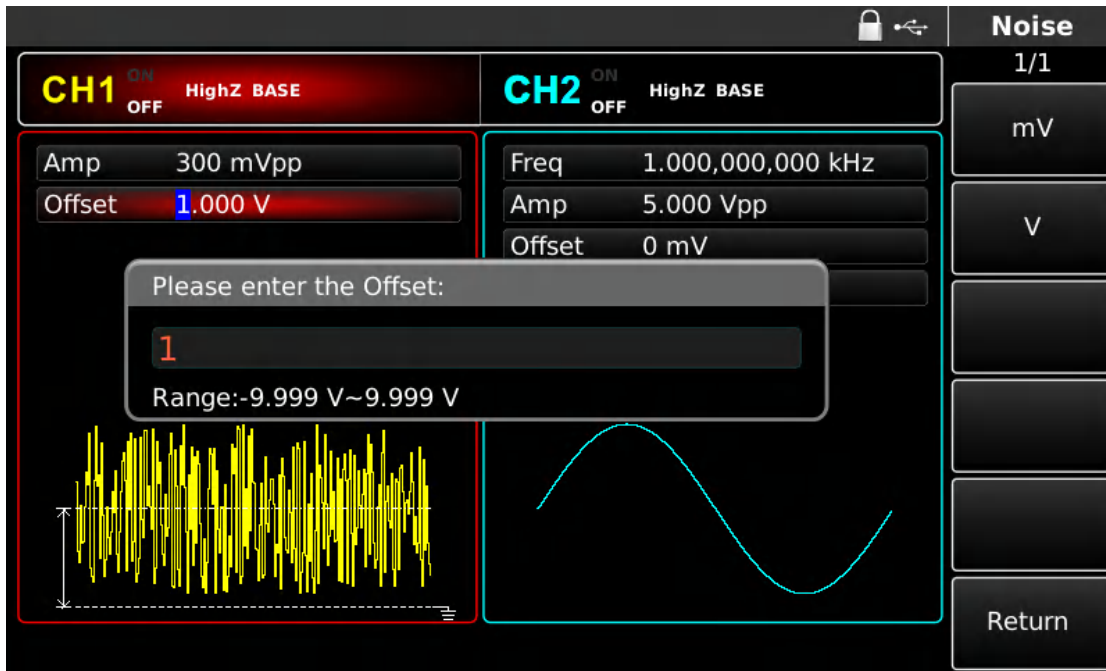 Noise
1/1
CH1 ON OFF HighZ BASE
CH2 ON OFF HighZ BASE
mV
V
Amp 300 mVpp
Offset 1.000 V
Freq 1.000,000,000 kHz
Amp 5.000 Vpp
Offset 0 mV
Please enter the Offset:
1
Range:-9.999 V~9.999 V
Return